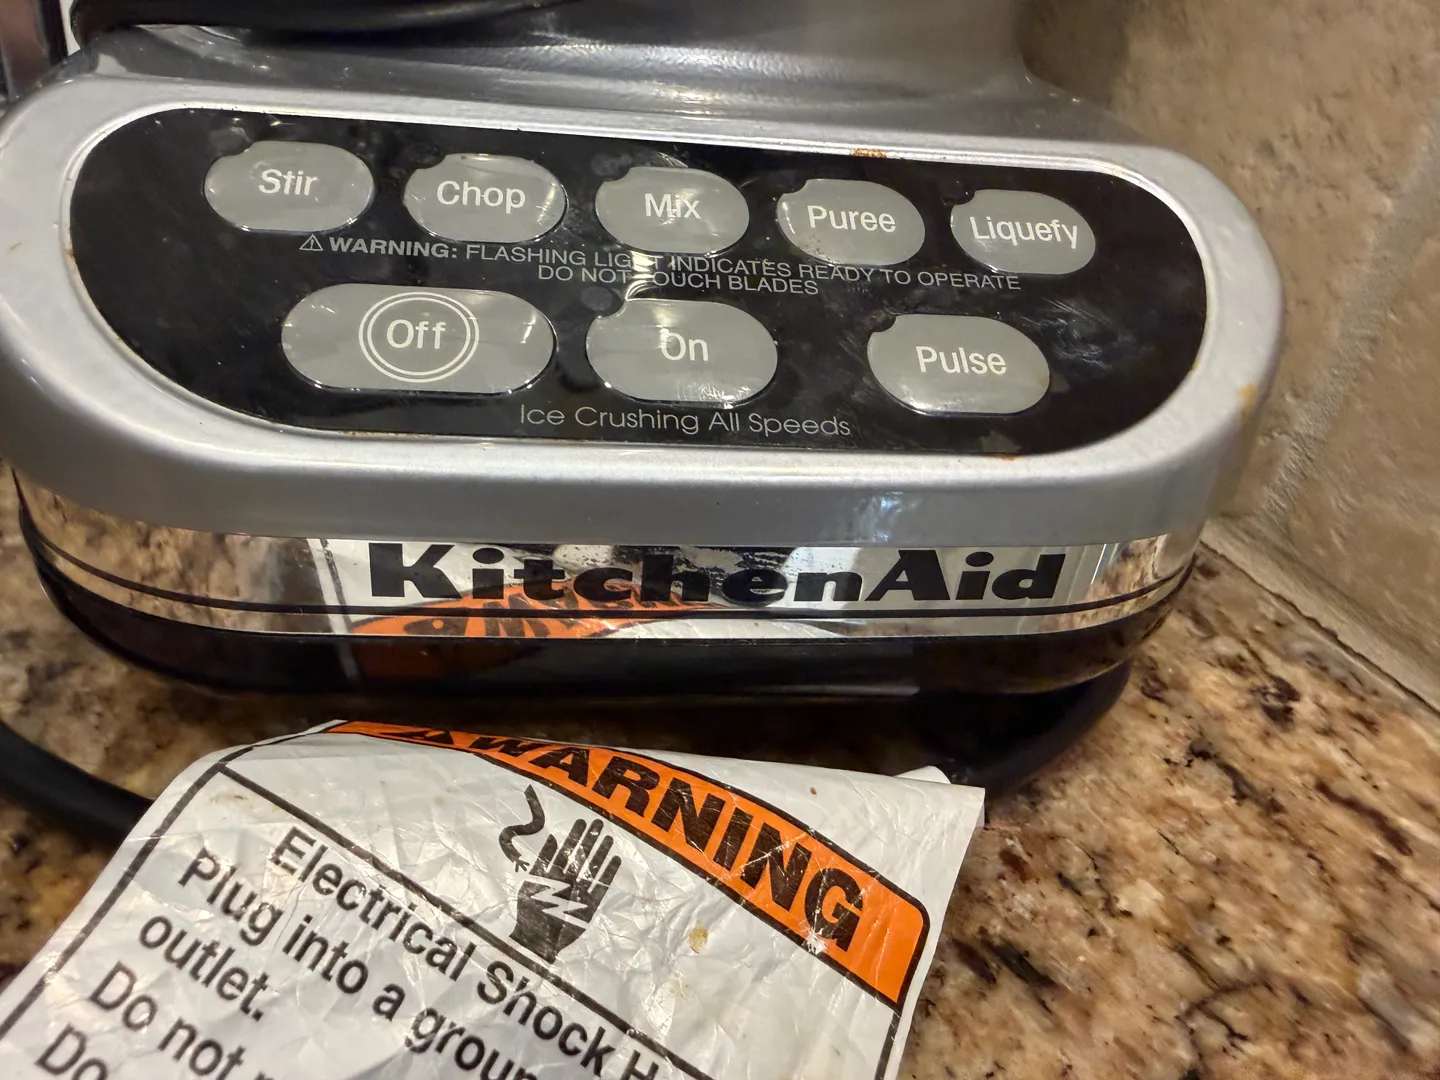 Stir Chop Mix Puree Liquefy
⚠ WARNING: FLASHING LIGHT INDICATES READY TO OPERATE
DO NOT TOUCH BLADES
Off On Pulse
Ice Crushing All Speeds
KitchenAid
⚠ WARNING
Electrical Shock H
Plug into a groun
outlet.
Do not
Do